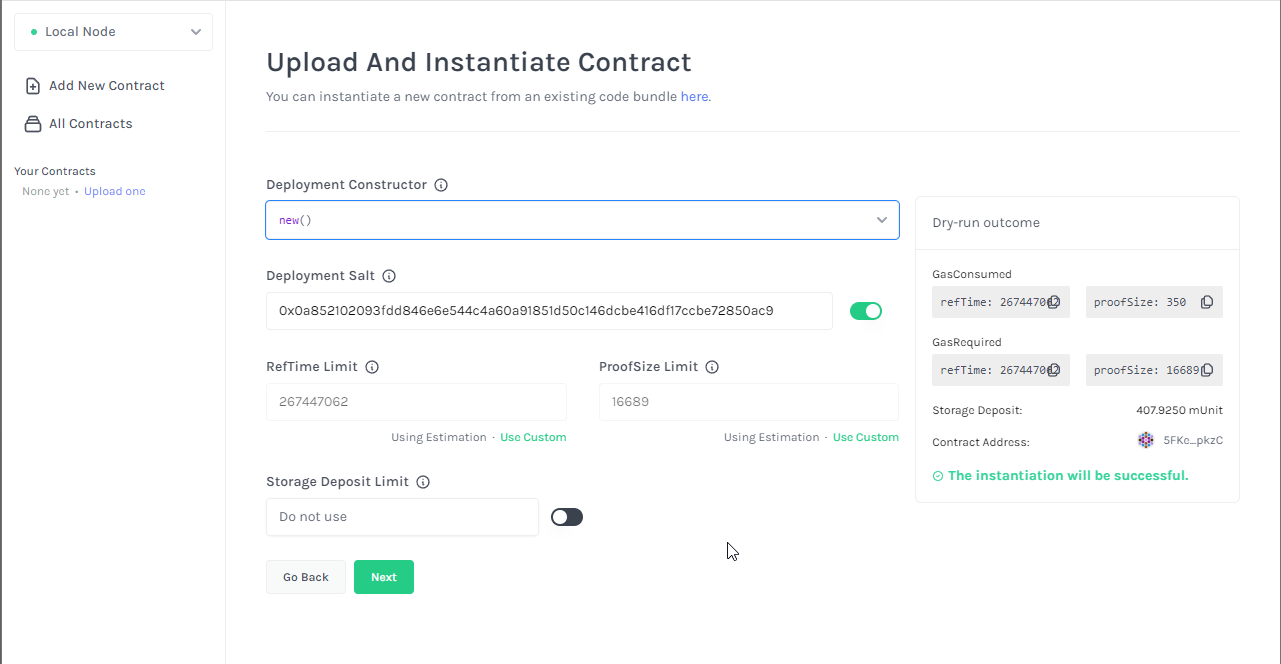 Local Node
Add New Contract
All Contracts
Your Contracts
None yet • Upload one
Upload And Instantiate Contract
You can instantiate a new contract from an existing code bundle here.
Deployment Constructor
new()
Deployment Salt
0x0a852102093fdd846e6e544c4a60a91851d50c146dcbe416df17ccbe72850ac9
RefTime Limit
ProofSize Limit
267447062
16689
Using Estimation · Use Custom
Using Estimation · Use Custom
Storage Deposit Limit
Do not use
Go Back
Next
Dry-run outcome
GasConsumed
refTime: 267447062
proofSize: 350
GasRequired
refTime: 267447062
proofSize: 16689
Storage Deposit:
407.9250 mUnit
Contract Address:
5FKe…pkzC
The instantiation will be successful.